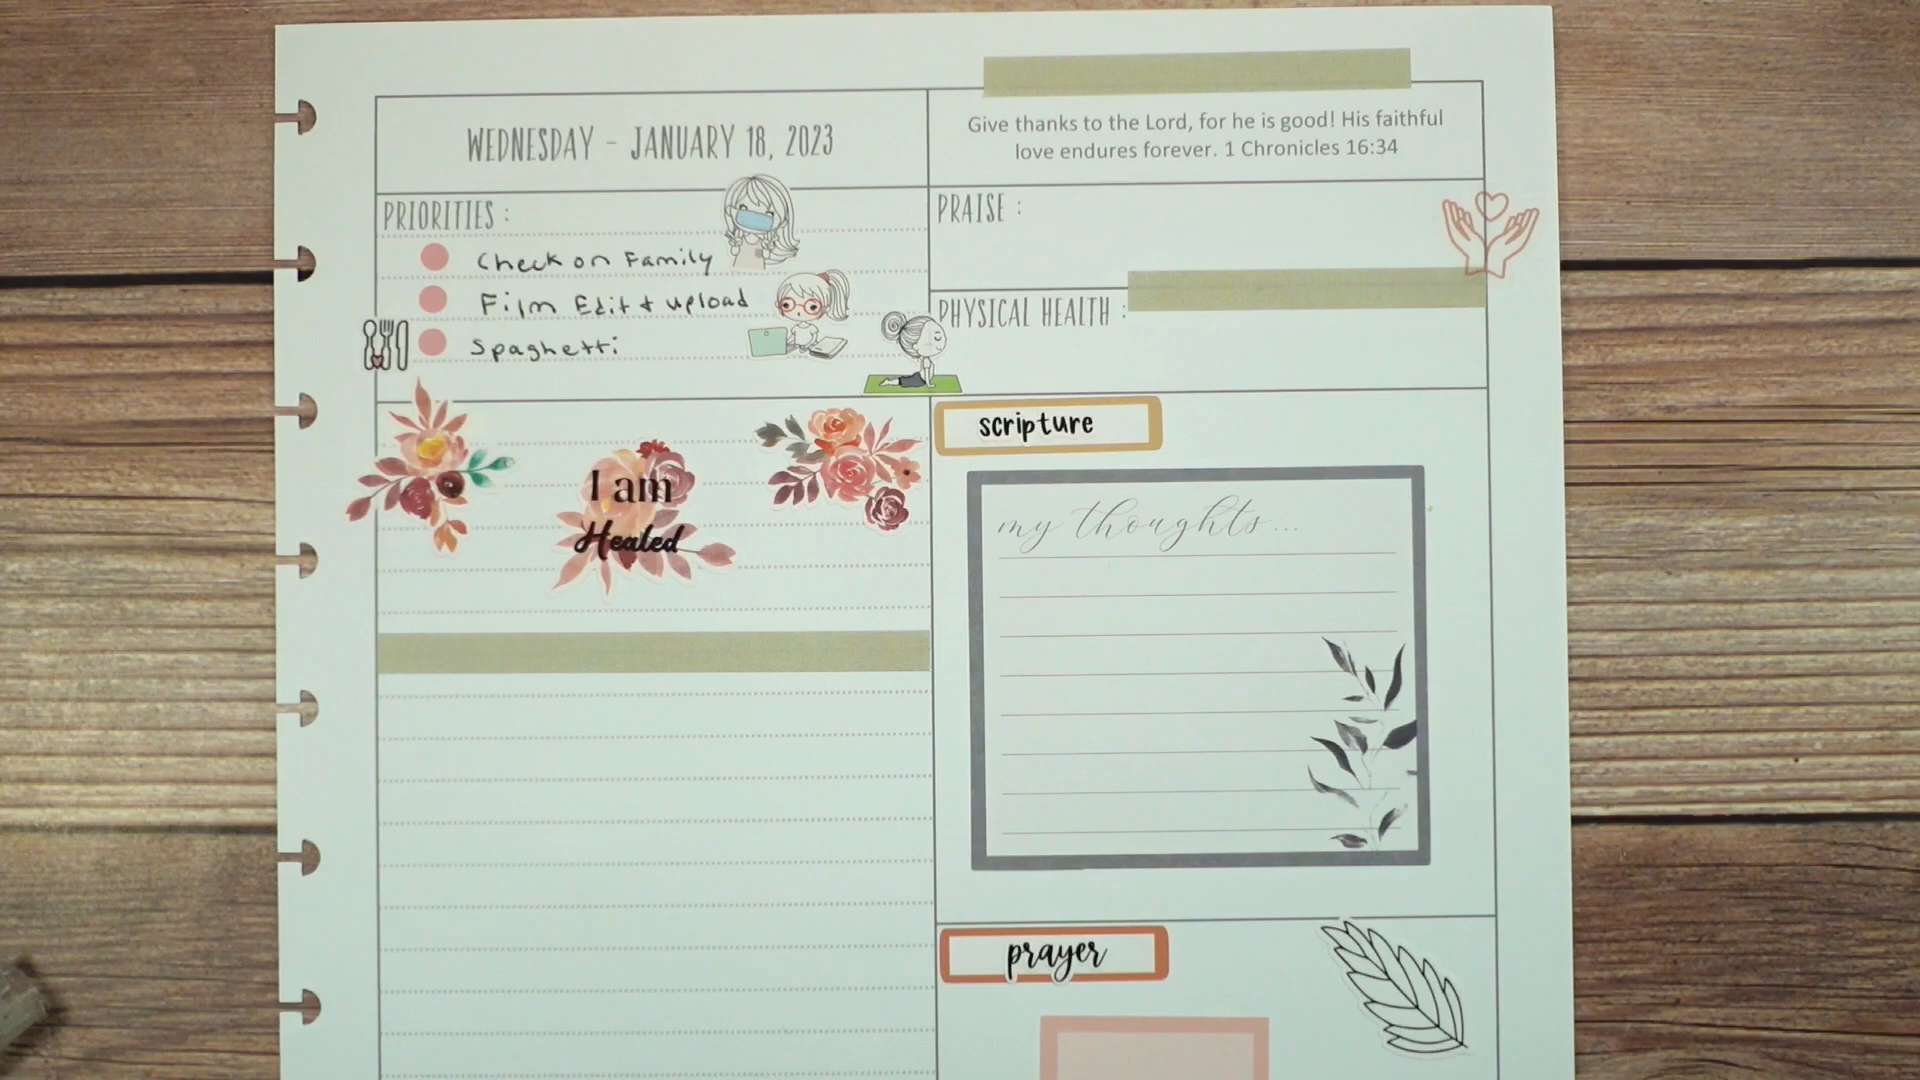 WEDNESDAY - JANUARY 18, 2023
Give thanks to the Lord, for he is good! His faithful
love endures forever. 1 Chronicles 16:34
PRIORITIES :
Check on Family
Film Edit + upload
Spaghetti
PRAISE :
PHYSICAL HEALTH :
I am
Healed
scripture
my thoughts...
prayer